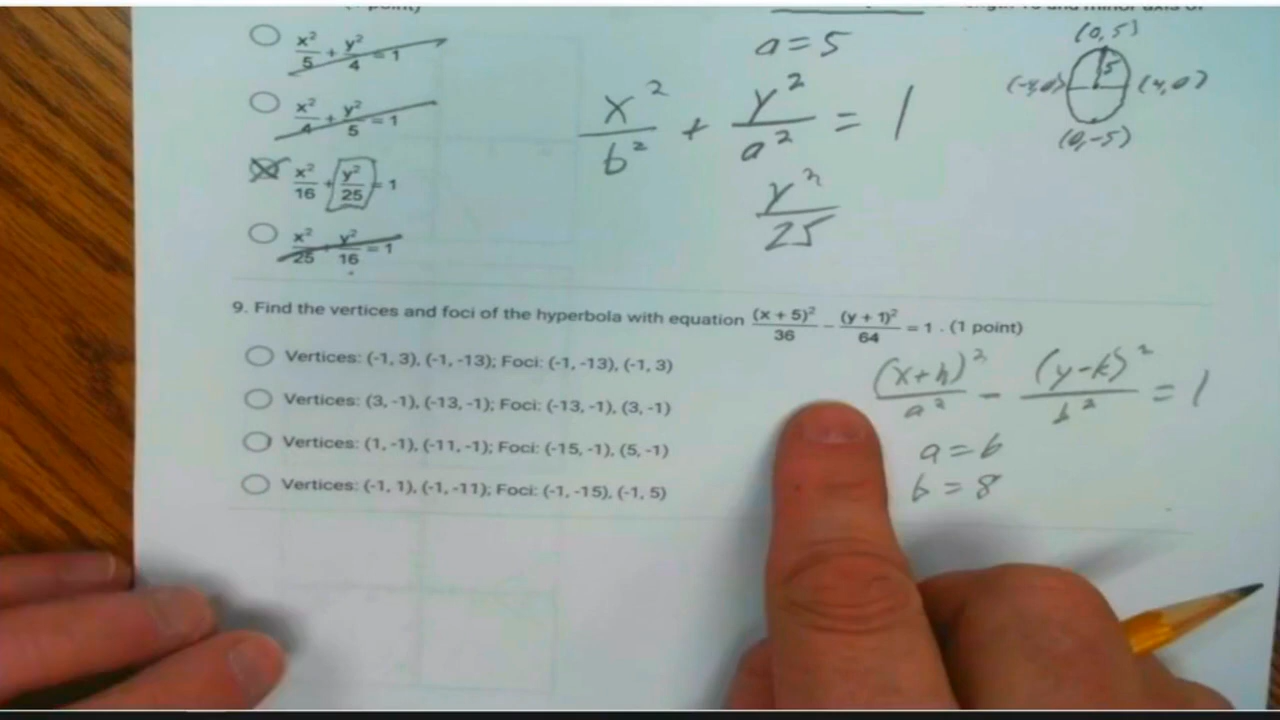 x²/5 + y²/4 = 1
x²/4 + y²/5 = 1
x²/16 + y²/25 = 1
x²/25 + y²/16 = 1
a = 5
x²/b² + y²/a² = 1
y²/25
(0, 5)
5
(-4, 0) (4, 0)
(0, -5)
9. Find the vertices and foci of the hyperbola with equation (x + 5)²/36 − (y + 1)²/64 = 1 . (1 point)
Vertices: (-1, 3), (-1, -13); Foci: (-1, -13), (-1, 3)
Vertices: (3, -1), (-13, -1); Foci: (-13, -1), (3, -1)
Vertices: (1, -1), (-11, -1); Foci: (-15, -1), (5, -1)
Vertices: (-1, 1), (-1, -11); Foci: (-1, -15), (-1, 5)
(x+h)²/a² − (y-k)²/b² = 1
a = 6
b = 8